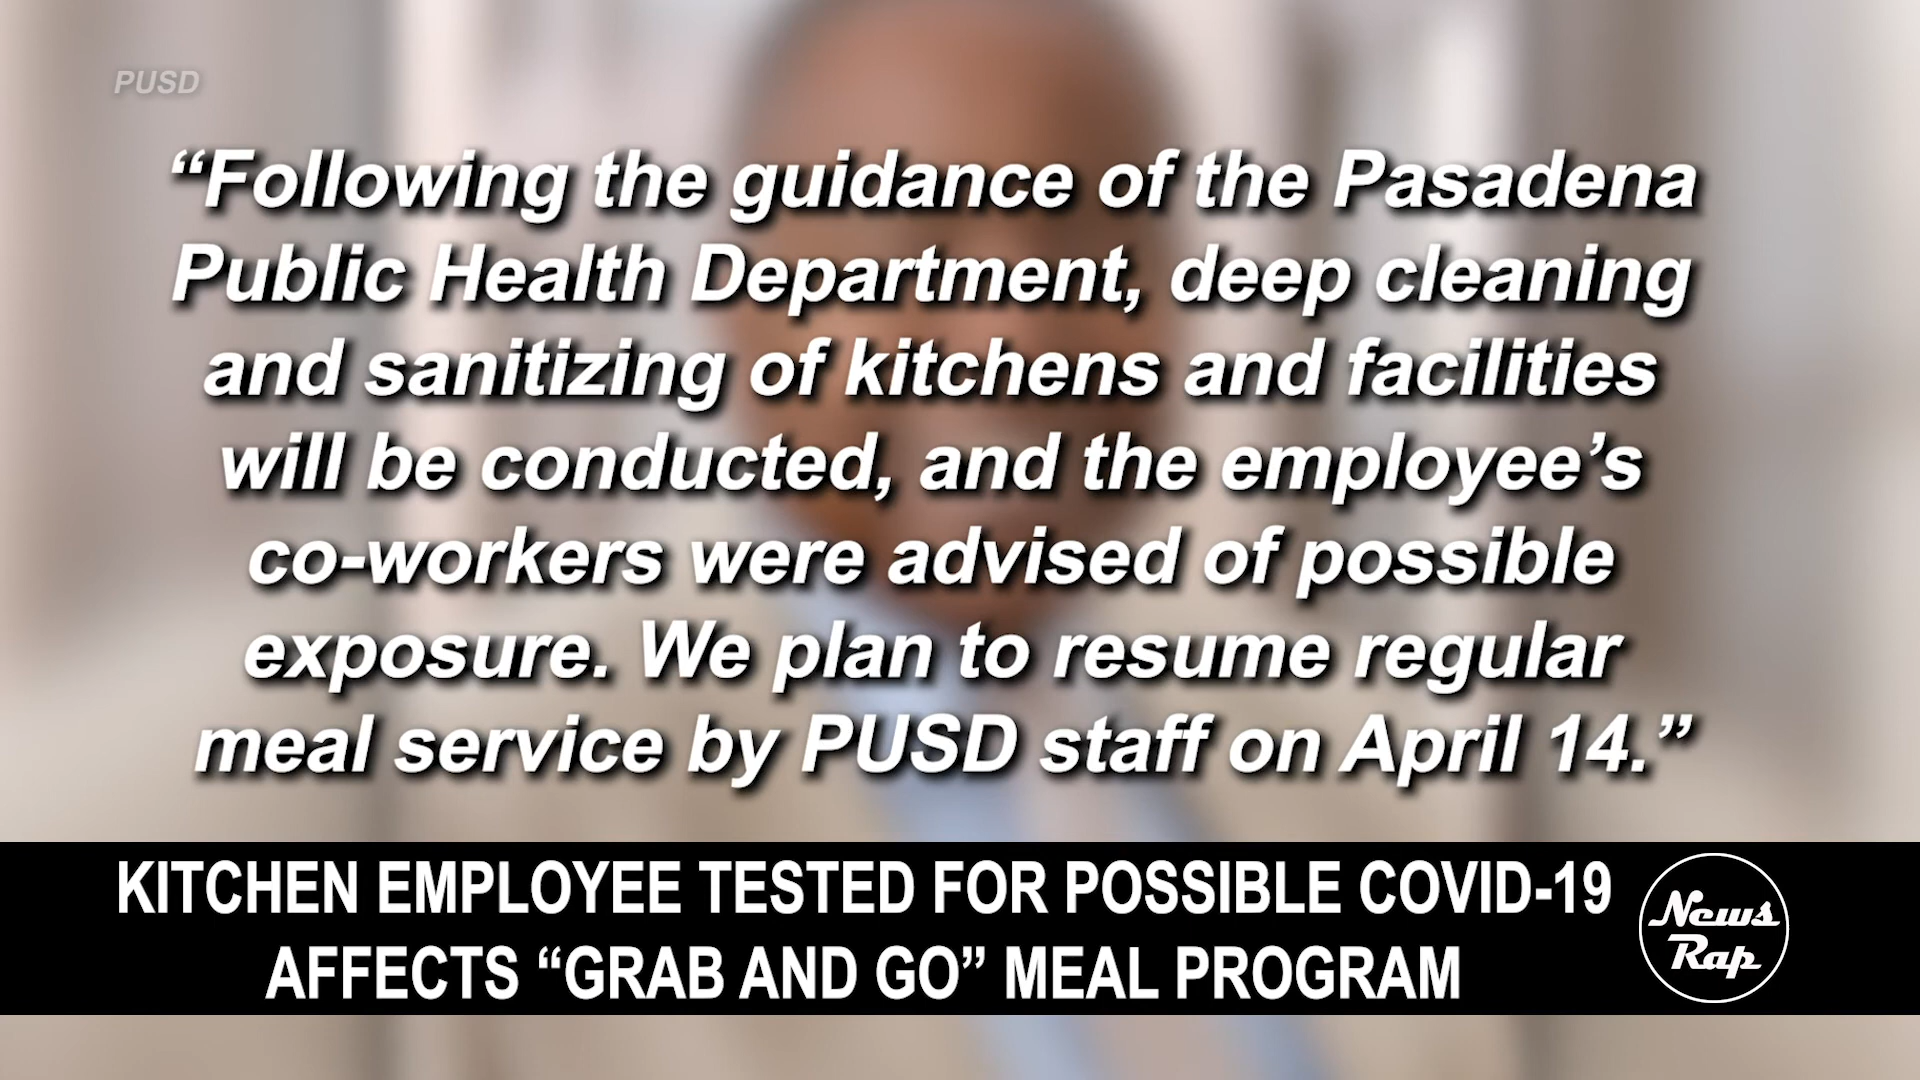 PUSD
“Following the guidance of the Pasadena
Public Health Department, deep cleaning
and sanitizing of kitchens and facilities
will be conducted, and the employee’s
co-workers were advised of possible
exposure. We plan to resume regular
meal service by PUSD staff on April 14.”
KITCHEN EMPLOYEE TESTED FOR POSSIBLE COVID-19
AFFECTS “GRAB AND GO” MEAL PROGRAM
News
Rap